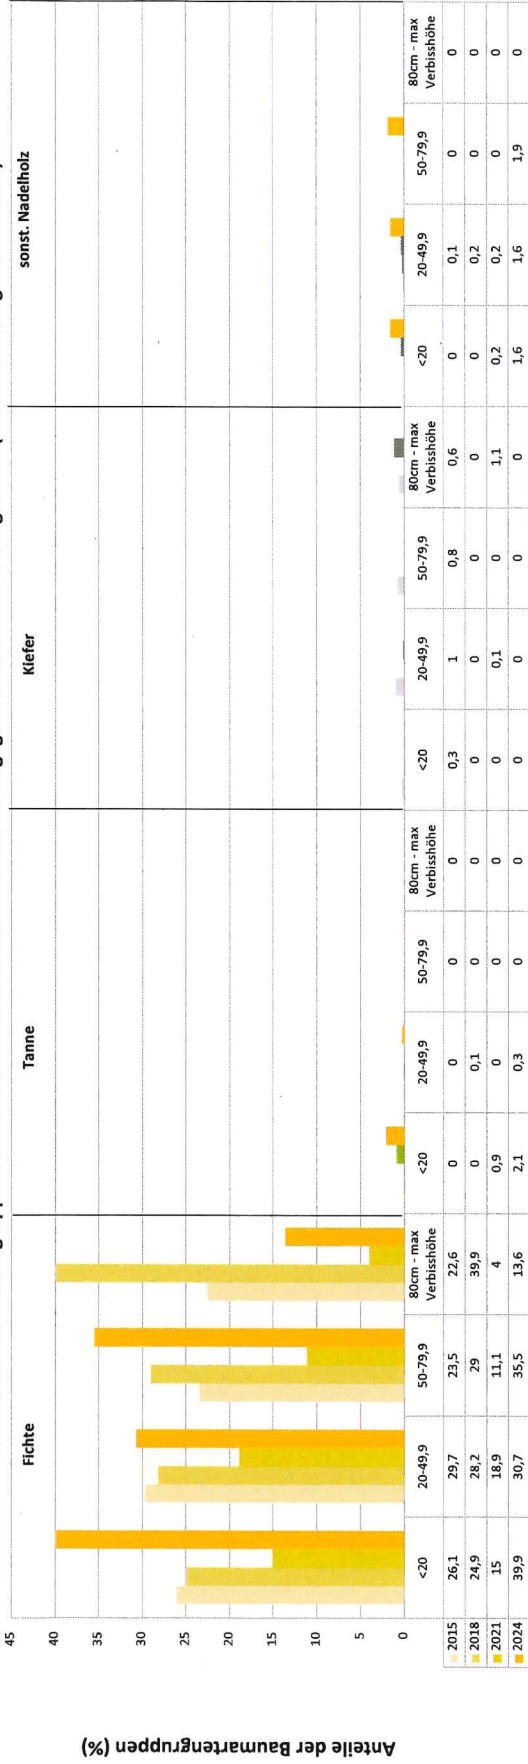 Fichte
Tanne
Kiefer
sonst. Nadelholz
Anteile der Baumartengruppen (%)
45
40
35
30
25
20
15
10
5
0
<20 20-49,9 50-79,9 80cm - max Verbisshöhe <20 20-49,9 50-79,9 80cm - max Verbisshöhe <20 20-49,9 50-79,9 80cm - max Verbisshöhe <20 20-49,9 50-79,9 80cm - max Verbisshöhe
2015 26,1 29,7 23,5 22,6 0 0 0 0 0,3 1 0,8 0,6 0 0,1 0 0
2018 24,9 28,2 29 39,9 0 0,1 0 0 0 0 0 0 0 0,2 0 0
2021 15 18,9 11,1 4 0,9 0 0 0 0 0,1 0 1,1 0,2 0,2 0 0
2024 39,9 30,7 35,5 13,6 2,1 0,3 0 0 0 0 0 0 1,6 1,6 1,9 0